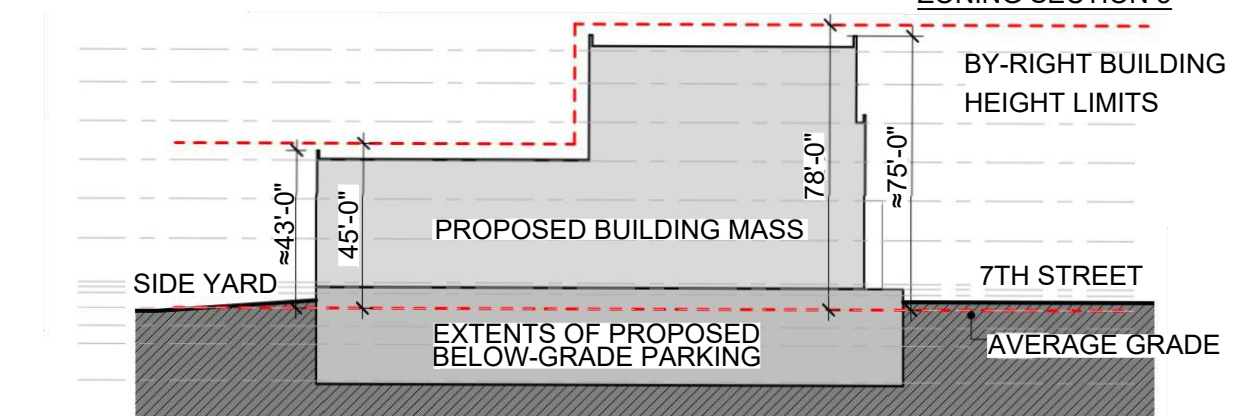 BY-RIGHT BUILDING
HEIGHT LIMITS
≈43'-0"
45'-0"
78'-0"
≈75'-0"
PROPOSED BUILDING MASS
SIDE YARD
7TH STREET
EXTENTS OF PROPOSED
BELOW-GRADE PARKING
AVERAGE GRADE